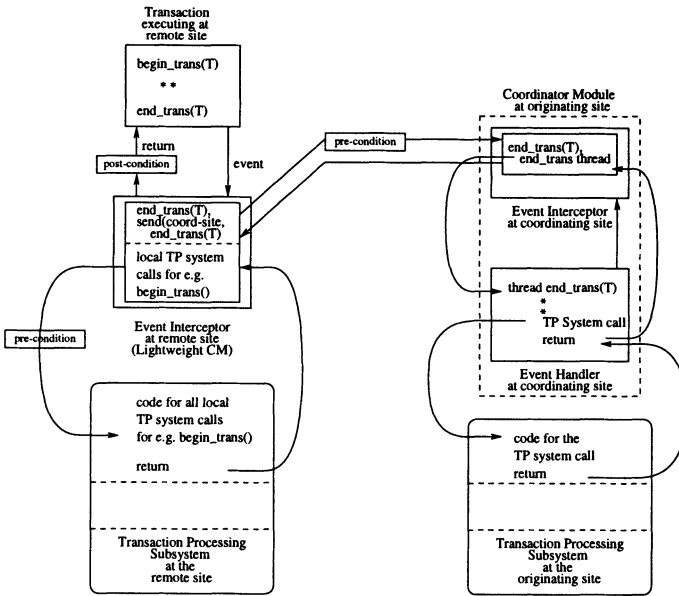 Transaction
executing at
remote site
begin_trans(T)
* *
end_trans(T)
return
post-condition
event
end_trans(T),
send(coord-site,
end_trans(T)
local TP system
calls for e.g.
begin_trans()
pre-condition
Event Interceptor
at remote site
(Lightweight CM)
code for all local
TP system calls
for e.g. begin_trans()
return
Transaction Processing
Subsystem
at the
remote site
pre-condition
Coordinator Module
at originating site
end_trans(T),
end_trans thread
Event Interceptor
at coordinating site
thread end_trans(T)
*
*
TP System call
return
Event Handler
at coordinating site
code for the
TP system call
return
Transaction Processing
Subsystem
at the
originating site